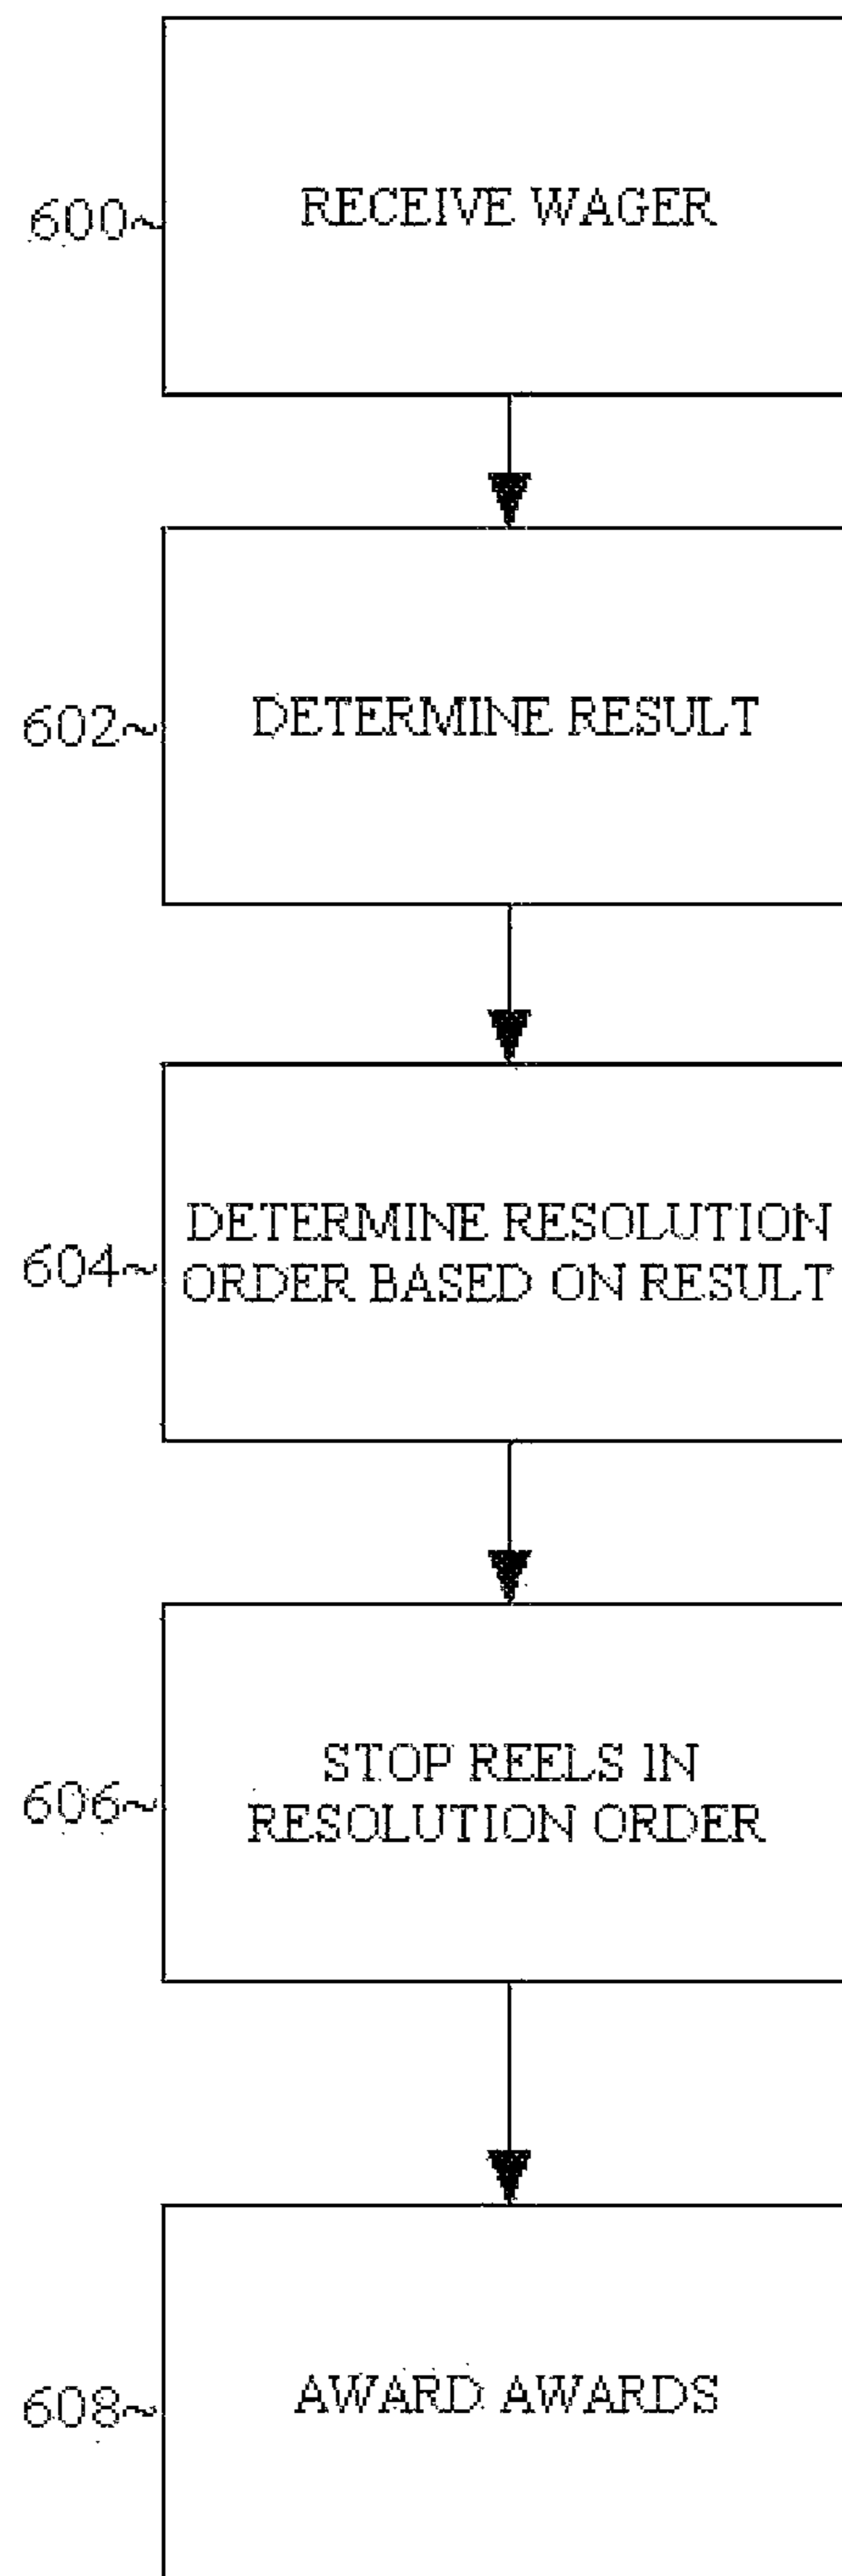 600~
RECEIVE WAGER
602~
DETERMINE RESULT
604~
DETERMINE RESOLUTION
ORDER BASED ON RESULT
606~
STOP REELS IN
RESOLUTION ORDER
608~
AWARD AWARDS